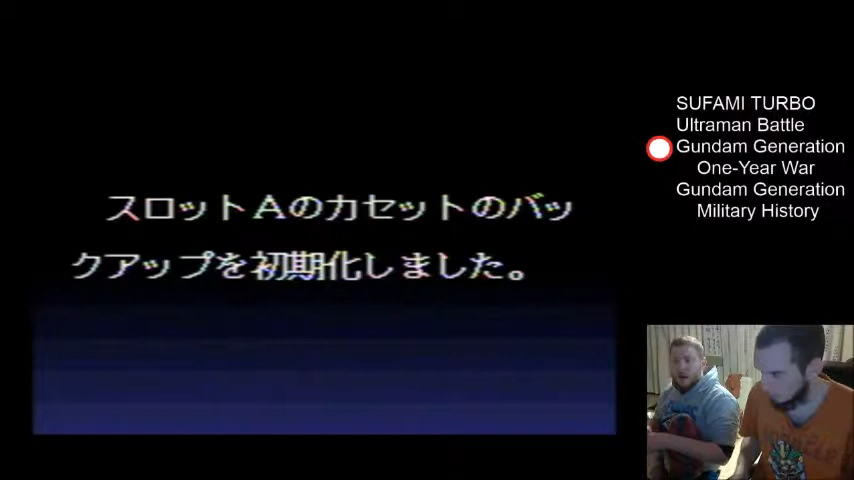 スロットAのカセットのバッ
クアップを初期化しました。
SUFAMI TURBO
Ultraman Battle
Gundam Generation
One-Year War
Gundam Generation
Military History